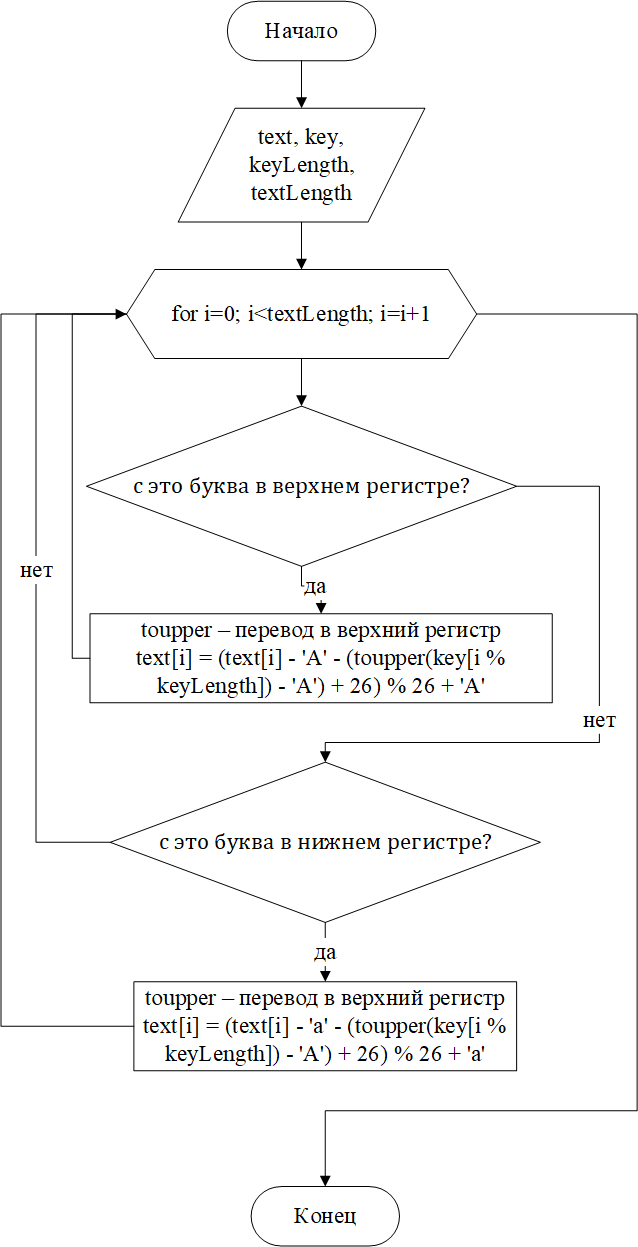 Начало
text, key,
keyLength,
textLength
for i=0; i<textLength; i=i+1
с это буква в верхнем регистре?
нет
да
toupper – перевод в верхний регистр
text[i] = (text[i] - 'A' - (toupper(key[i %
keyLength]) - 'A') + 26) % 26 + 'A'
нет
с это буква в нижнем регистре?
да
toupper – перевод в верхний регистр
text[i] = (text[i] - 'a' - (toupper(key[i %
keyLength]) - 'A') + 26) % 26 + 'a'
Конец